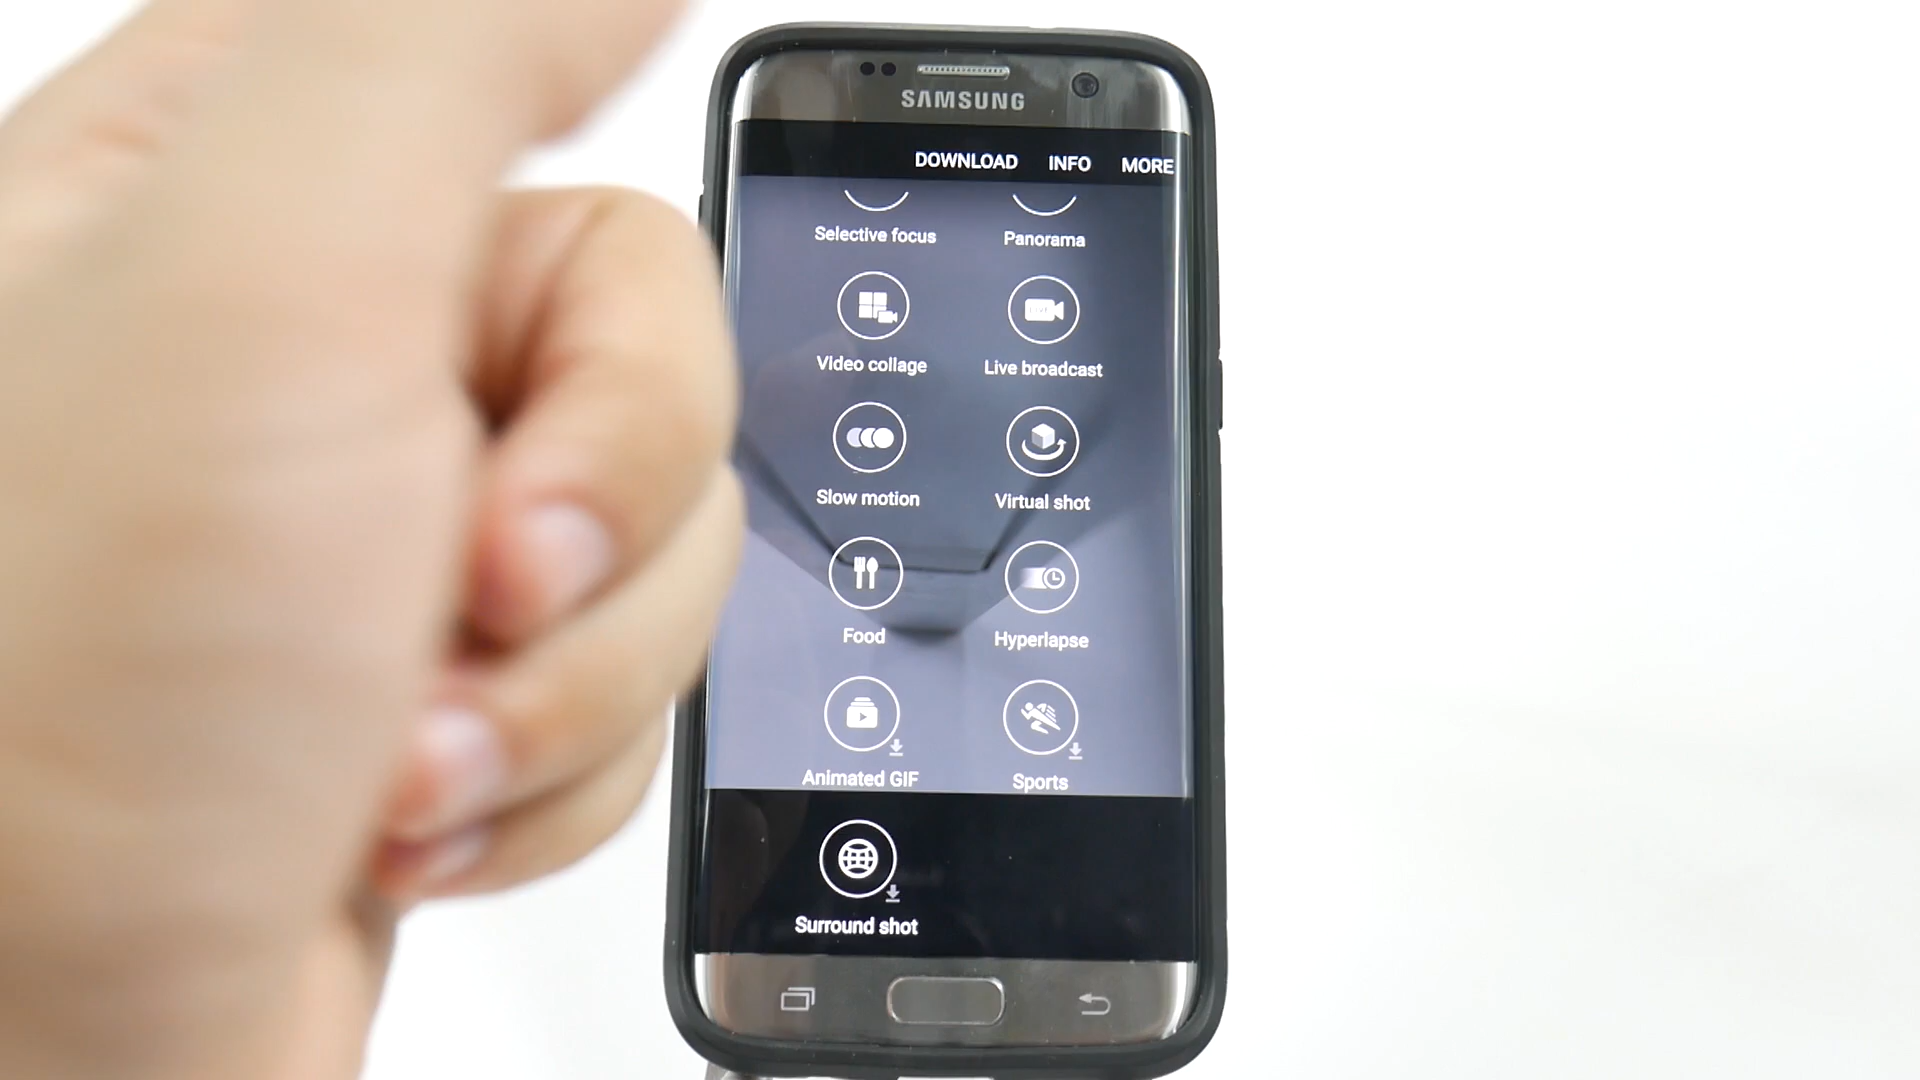 SAMSUNG
DOWNLOAD INFO MORE
Selective focus Panorama
Video collage Live broadcast
Slow motion Virtual shot
Food Hyperlapse
Animated GIF Sports
Surround shot